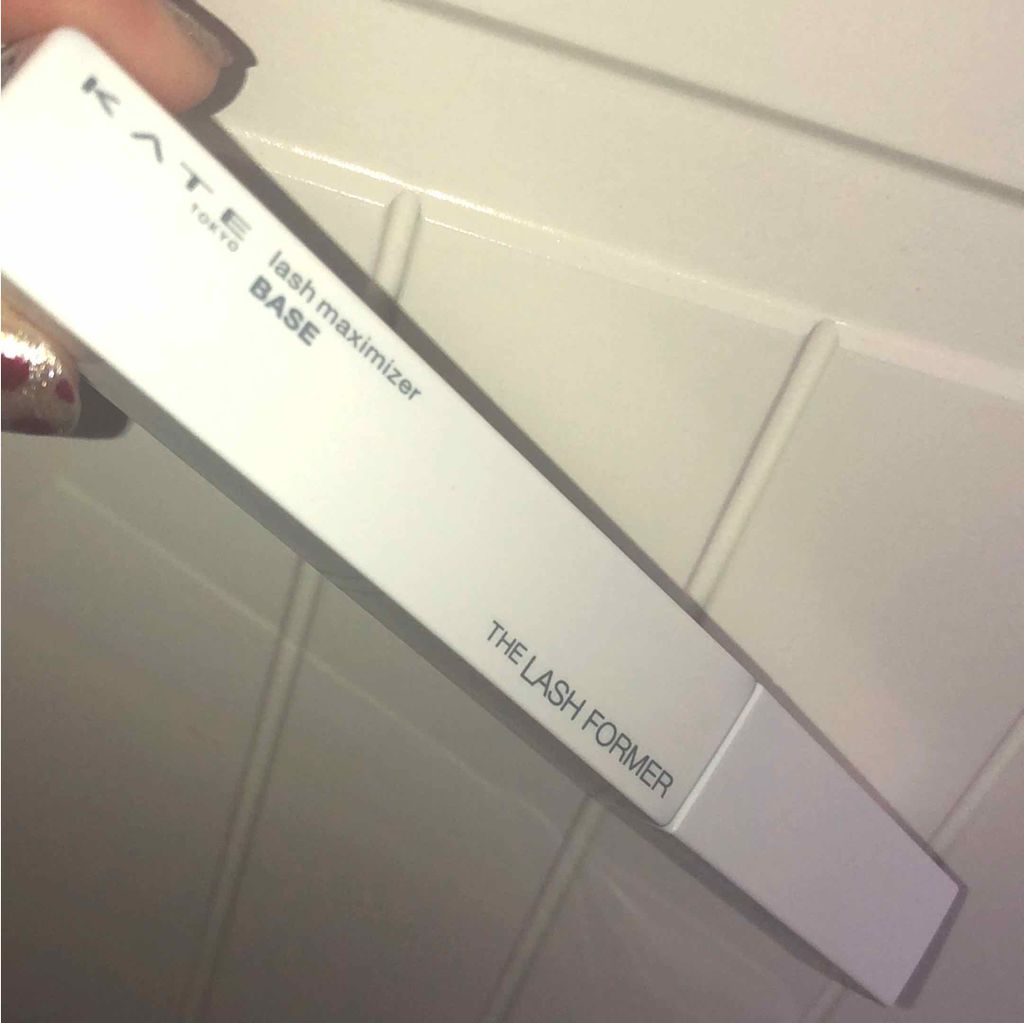 KATE
TOKYO
lash maximizer
BASE
THE LASH FORMER